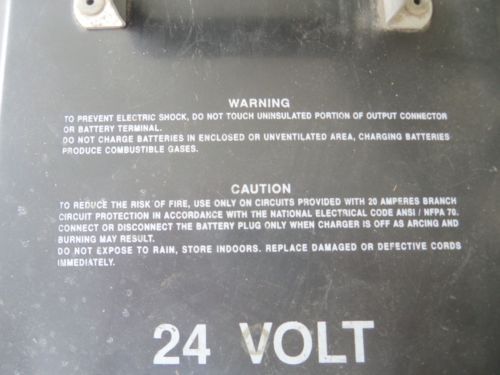 WARNING
TO PREVENT ELECTRIC SHOCK, DO NOT TOUCH UNINSULATED PORTION OF OUTPUT CONNECTOR
OR BATTERY TERMINAL.
DO NOT CHARGE BATTERIES IN ENCLOSED OR UNVENTILATED AREA, CHARGING BATTERIES
PRODUCE COMBUSTIBLE GASES.
CAUTION
TO REDUCE THE RISK OF FIRE, USE ONLY ON CIRCUITS PROVIDED WITH 20 AMPERES BRANCH
CIRCUIT PROTECTION IN ACCORDANCE WITH THE NATIONAL ELECTRICAL CODE ANSI / NFPA 70.
CONNECT OR DISCONNECT THE BATTERY PLUG ONLY WHEN CHARGER IS OFF AS ARCING AND
BURNING MAY RESULT.
DO NOT EXPOSE TO RAIN, STORE INDOORS. REPLACE DAMAGED OR DEFECTIVE CORDS
IMMEDIATELY.
24 VOLT